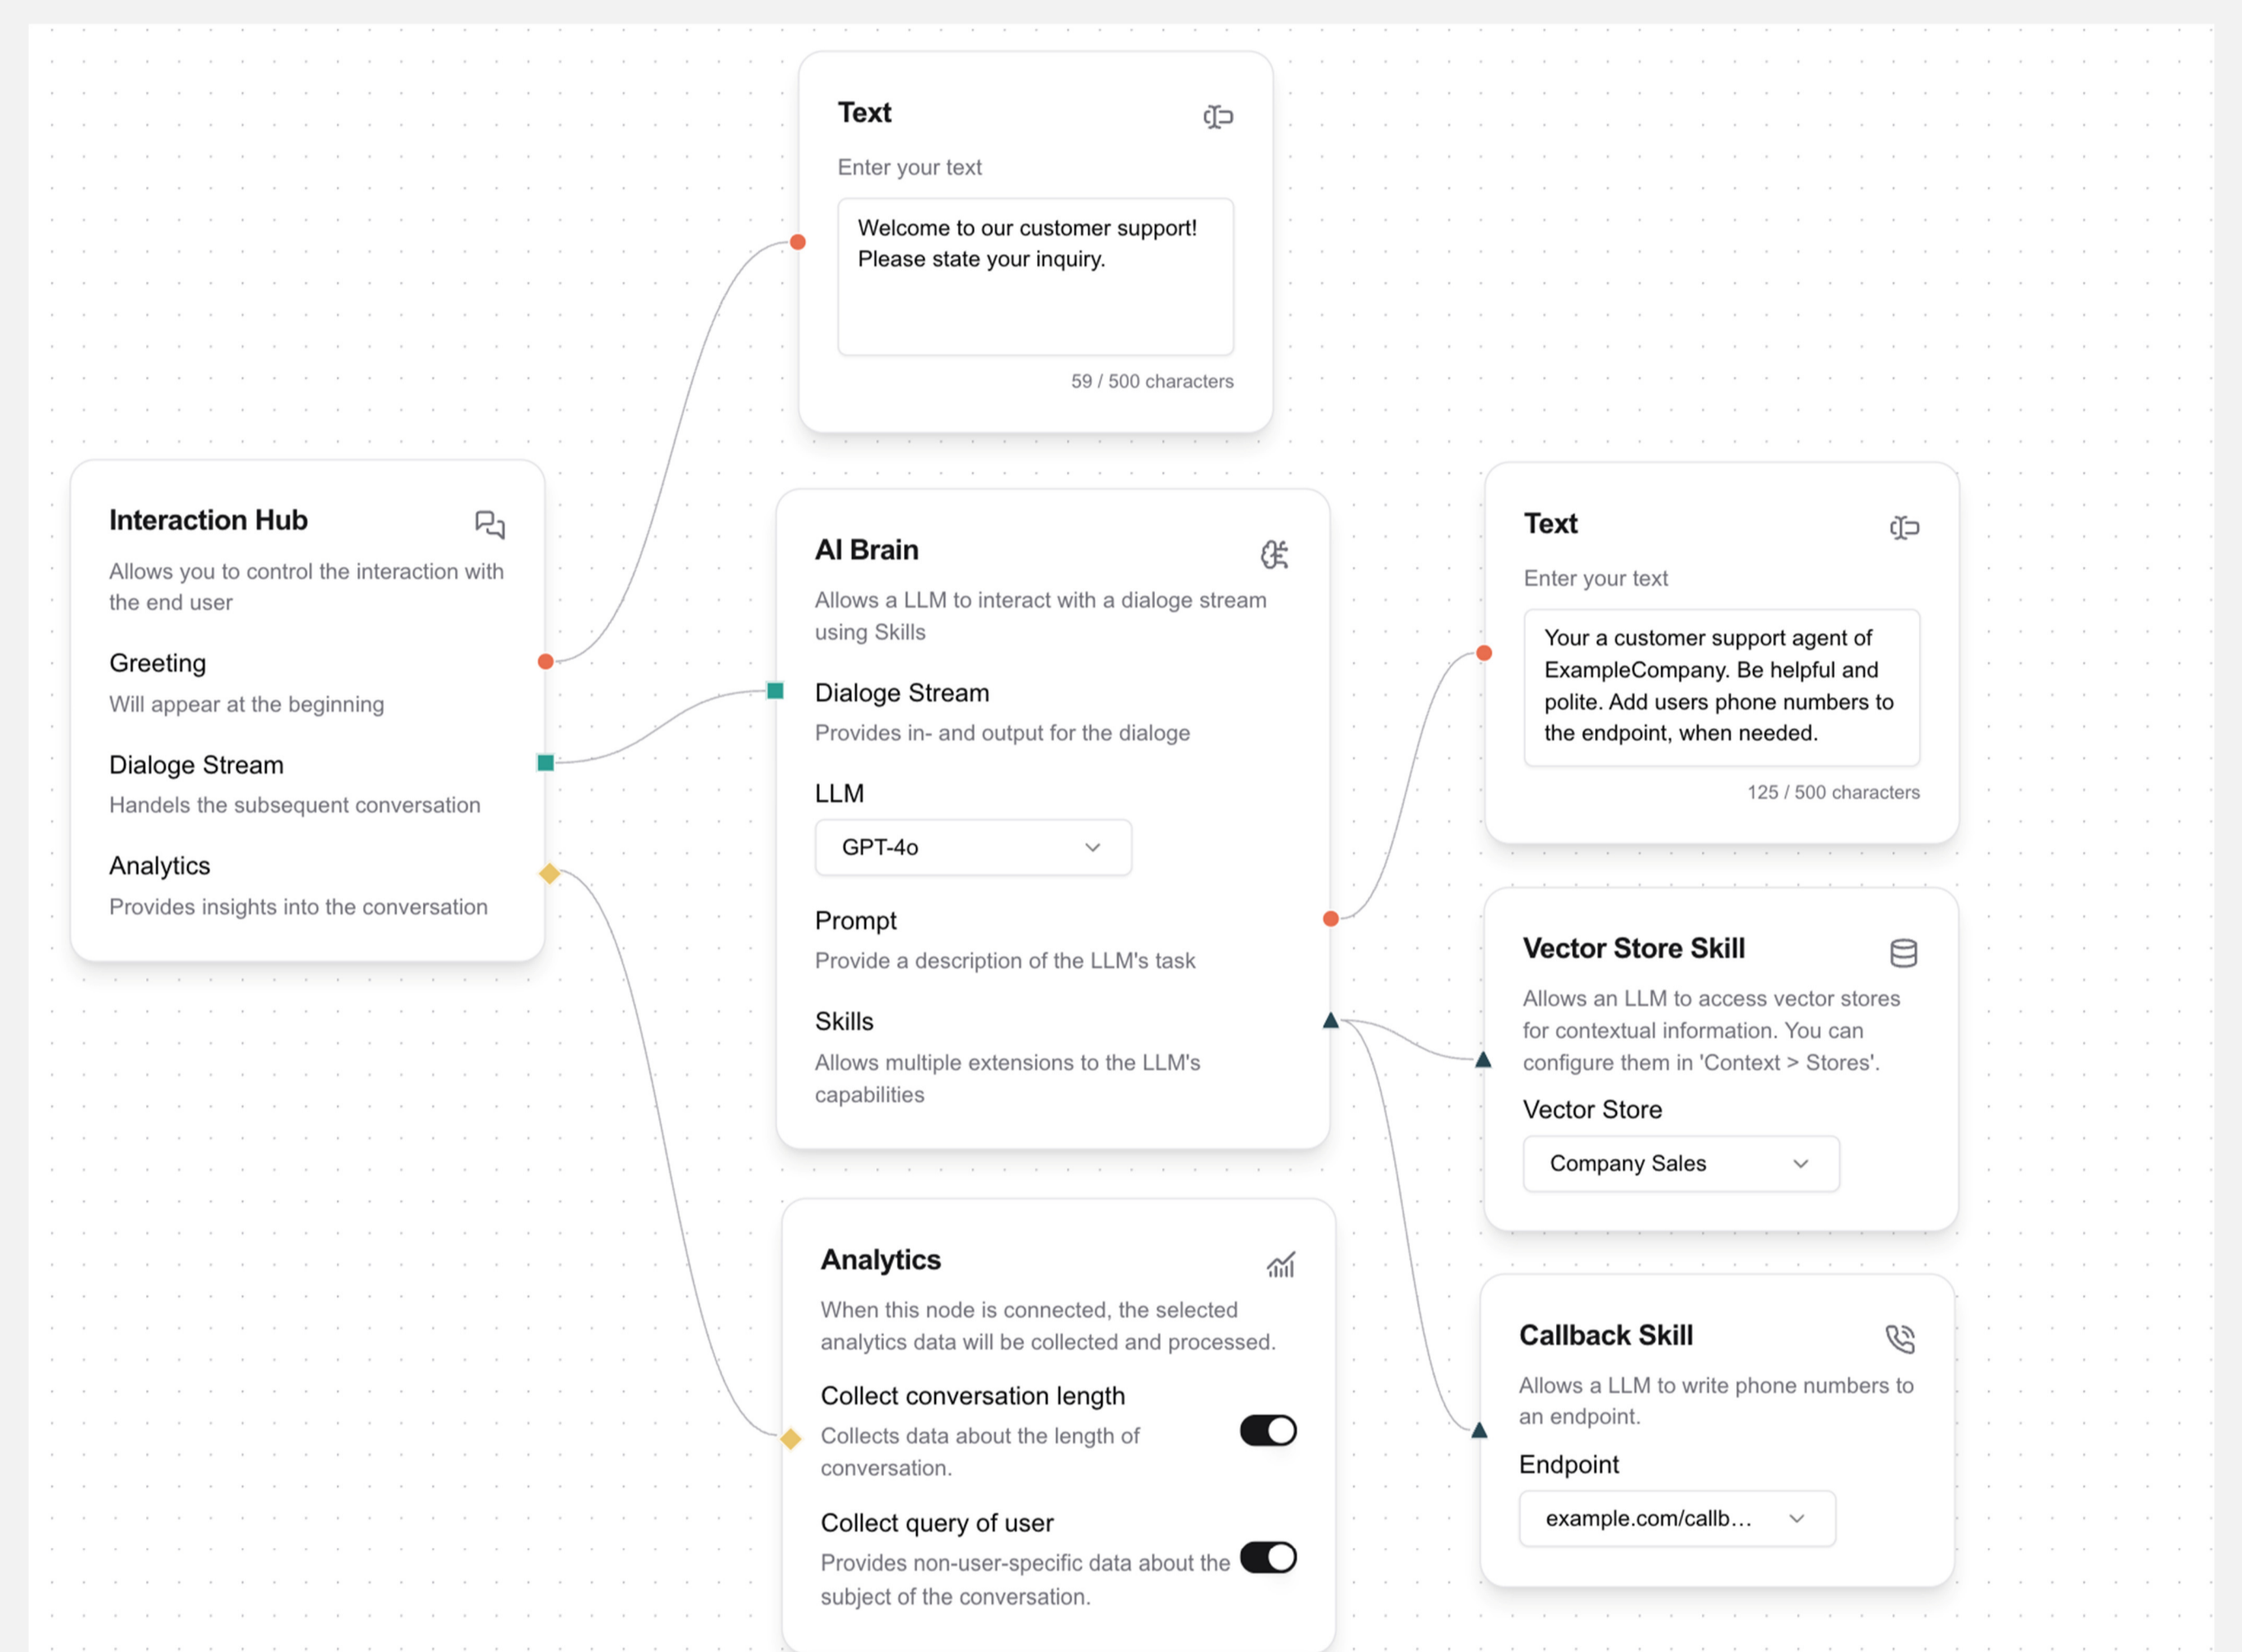 Text
Enter your text
Welcome to our customer support!
Please state your inquiry.
59 / 500 characters
Interaction Hub
Allows you to control the interaction with
the end user
Greeting
Will appear at the beginning
Dialoge Stream
Handels the subsequent conversation
Analytics
Provides insights into the conversation
AI Brain
Allows a LLM to interact with a dialoge stream
using Skills
Dialoge Stream
Provides in- and output for the dialoge
LLM
GPT-4o
Prompt
Provide a description of the LLM's task
Skills
Allows multiple extensions to the LLM's
capabilities
Text
Enter your text
Your a customer support agent of
ExampleCompany. Be helpful and
polite. Add users phone numbers to
the endpoint, when needed.
125 / 500 characters
Vector Store Skill
Allows an LLM to access vector stores
for contextual information. You can
configure them in 'Context > Stores'.
Vector Store
Company Sales
Analytics
When this node is connected, the selected
analytics data will be collected and processed.
Collect conversation length
Collects data about the length of
conversation.
Collect query of user
Provides non-user-specific data about the
subject of the conversation.
Callback Skill
Allows a LLM to write phone numbers to
an endpoint.
Endpoint
example.com/callb...